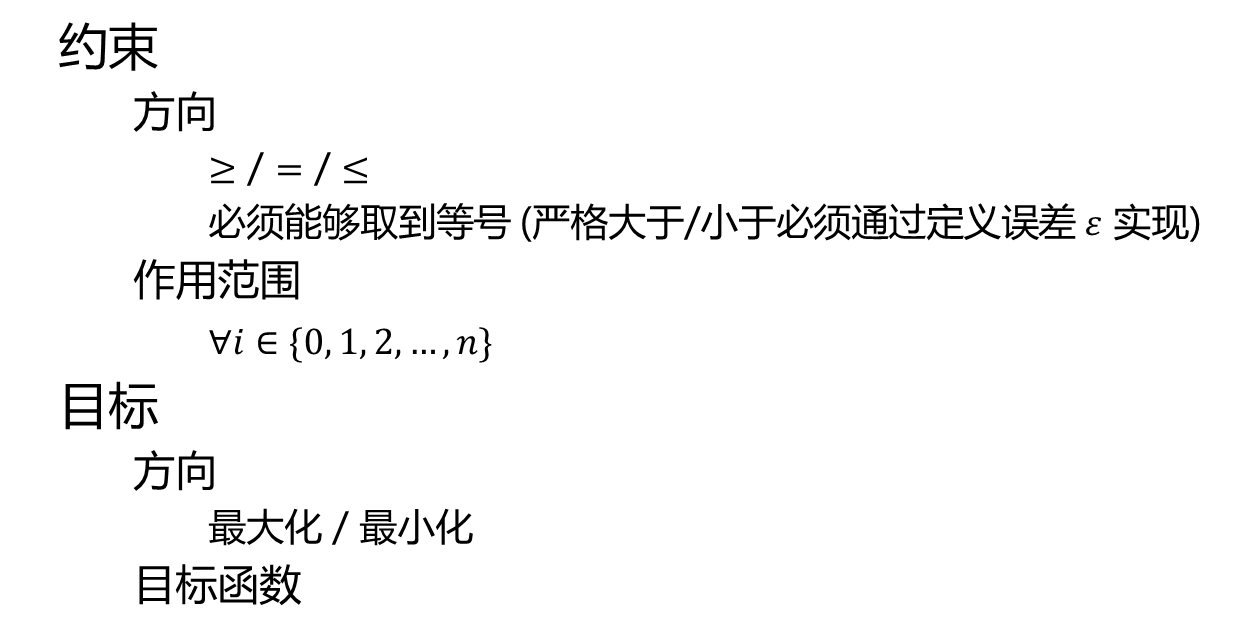 约束
方向
≥ / = / ≤
必须能够取到等号 (严格大于/小于必须通过定义误差 ε 实现)
作用范围
∀i ∈ {0, 1, 2, … , n}
目标
方向
最大化 / 最小化
目标函数